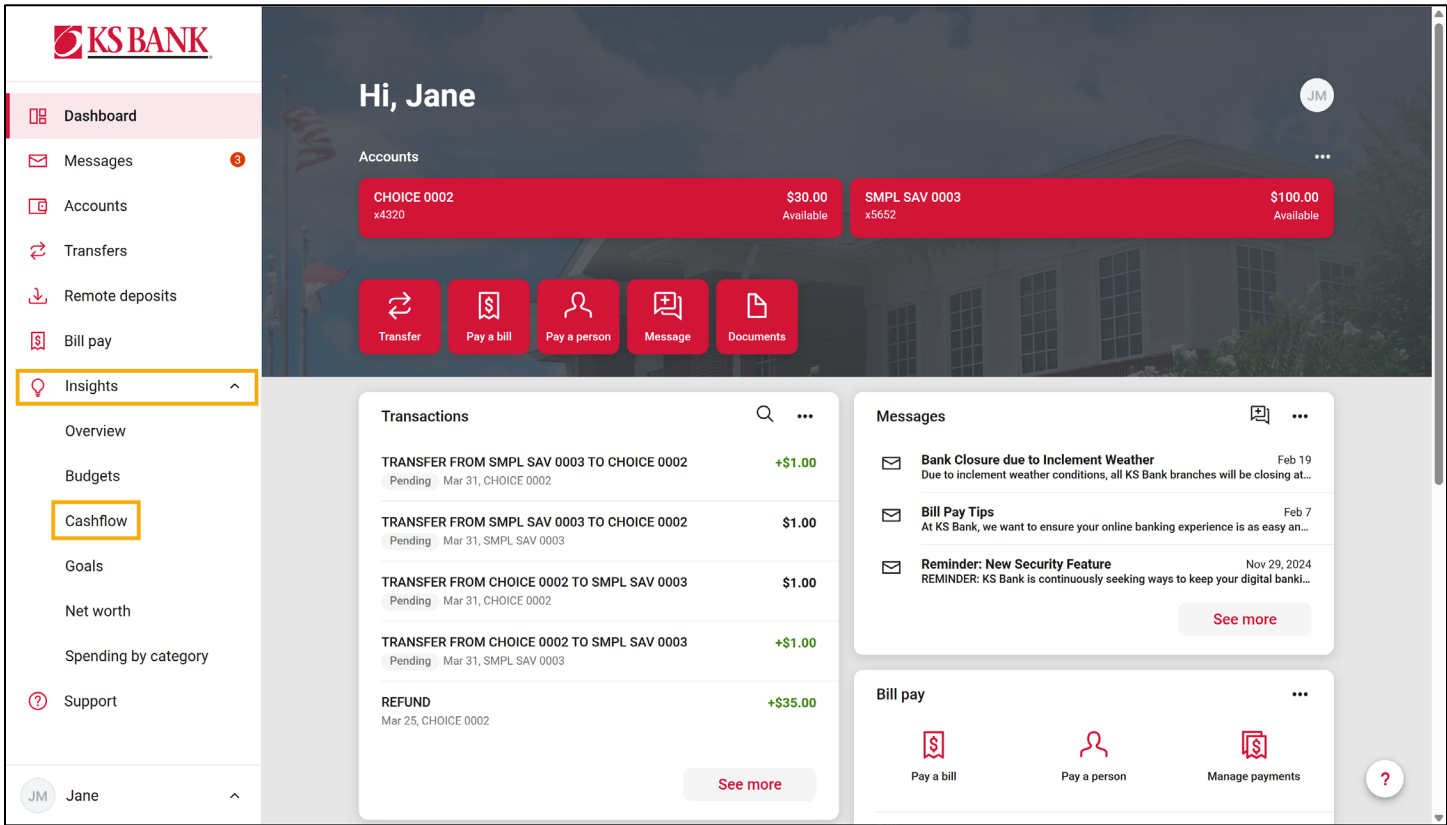 KS BANK
Dashboard
Messages 3
Accounts
Transfers
Remote deposits
Bill pay
Insights
Overview
Budgets
Cashflow
Goals
Net worth
Spending by category
Support
JM Jane
Hi, Jane
JM
Accounts
CHOICE 0002 $30.00
x4320 Available
SMPL SAV 0003 $100.00
x5652 Available
Transfer
Pay a bill
Pay a person
Message
Documents
Transactions
TRANSFER FROM SMPL SAV 0003 TO CHOICE 0002 +$1.00
Pending Mar 31, CHOICE 0002
TRANSFER FROM SMPL SAV 0003 TO CHOICE 0002 $1.00
Pending Mar 31, SMPL SAV 0003
TRANSFER FROM CHOICE 0002 TO SMPL SAV 0003 $1.00
Pending Mar 31, CHOICE 0002
TRANSFER FROM CHOICE 0002 TO SMPL SAV 0003 +$1.00
Pending Mar 31, SMPL SAV 0003
REFUND +$35.00
Mar 25, CHOICE 0002
See more
Messages
Bank Closure due to Inclement Weather Feb 19
Due to inclement weather conditions, all KS Bank branches will be closing at...
Bill Pay Tips Feb 7
At KS Bank, we want to ensure your online banking experience is as easy an...
Reminder: New Security Feature Nov 29, 2024
REMINDER: KS Bank is continuously seeking ways to keep your digital banki...
See more
Bill pay
Pay a bill
Pay a person
Manage payments
?